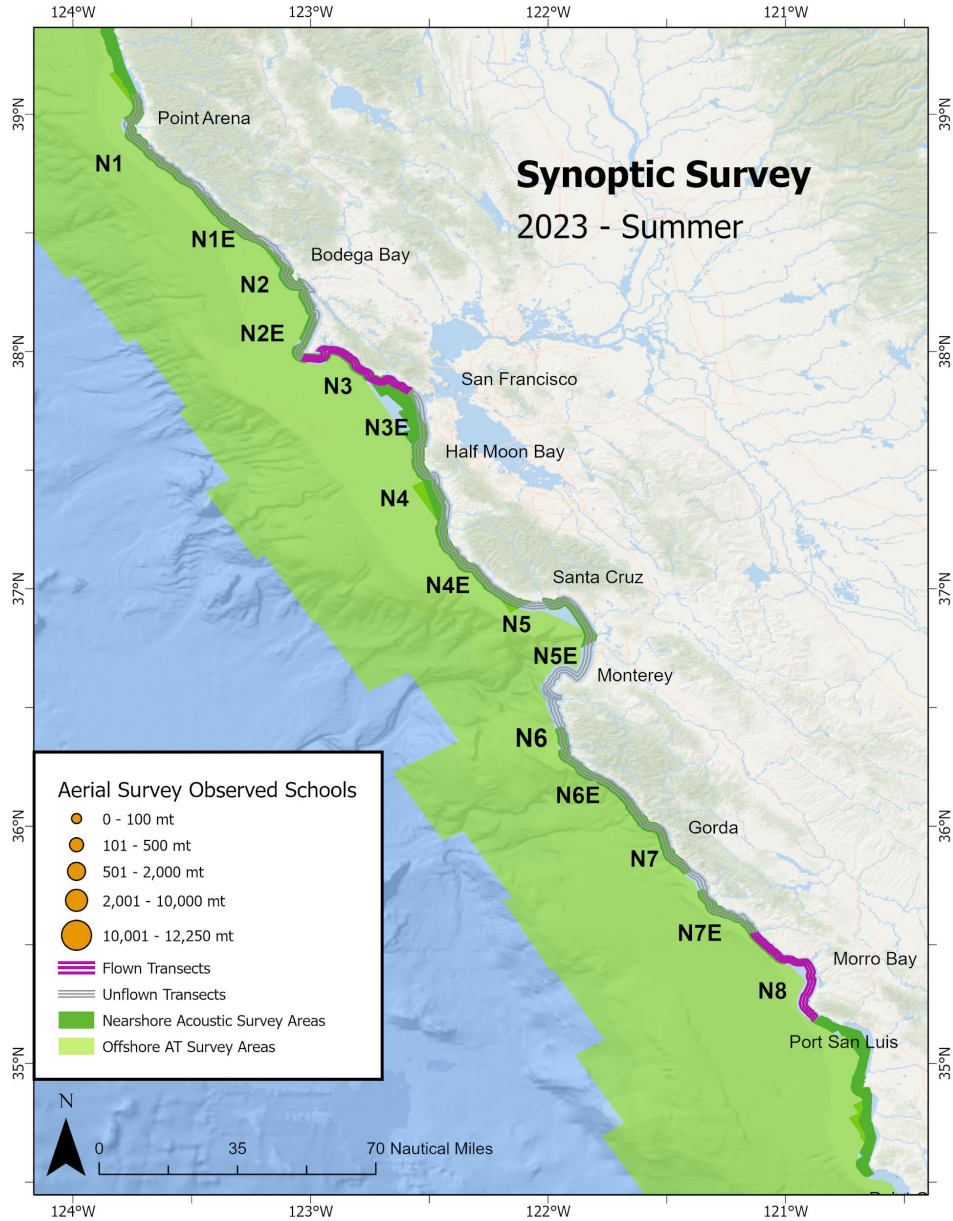 124°W 123°W 122°W 121°W
39°N 39°N
Point Arena
N1
Synoptic Survey
2023 - Summer
N1E
Bodega Bay
N2
N2E
38°N 38°N
N3
San Francisco
N3E
Half Moon Bay
N4
37°N 37°N
Santa Cruz
N4E
N5
N5E
Monterey
N6
N6E
36°N 36°N
Gorda
N7
N7E
Morro Bay
N8
Port San Luis
35°N 35°N
Aerial Survey Observed Schools
0 - 100 mt
101 - 500 mt
501 - 2,000 mt
2,001 - 10,000 mt
10,001 - 12,250 mt
Flown Transects
Unflown Transects
Nearshore Acoustic Survey Areas
Offshore AT Survey Areas
N
0 35 70 Nautical Miles
124°W 123°W 122°W 121°W